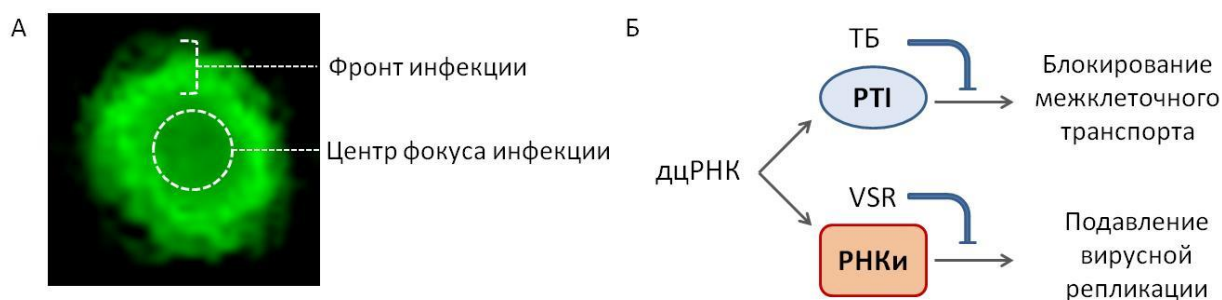 А
Фронт инфекции
Центр фокуса инфекции
Б
ТБ
PTI
Блокирование
межклеточного
транспорта
дцРНК
VSR
РНКи
Подавление
вирусной
репликации